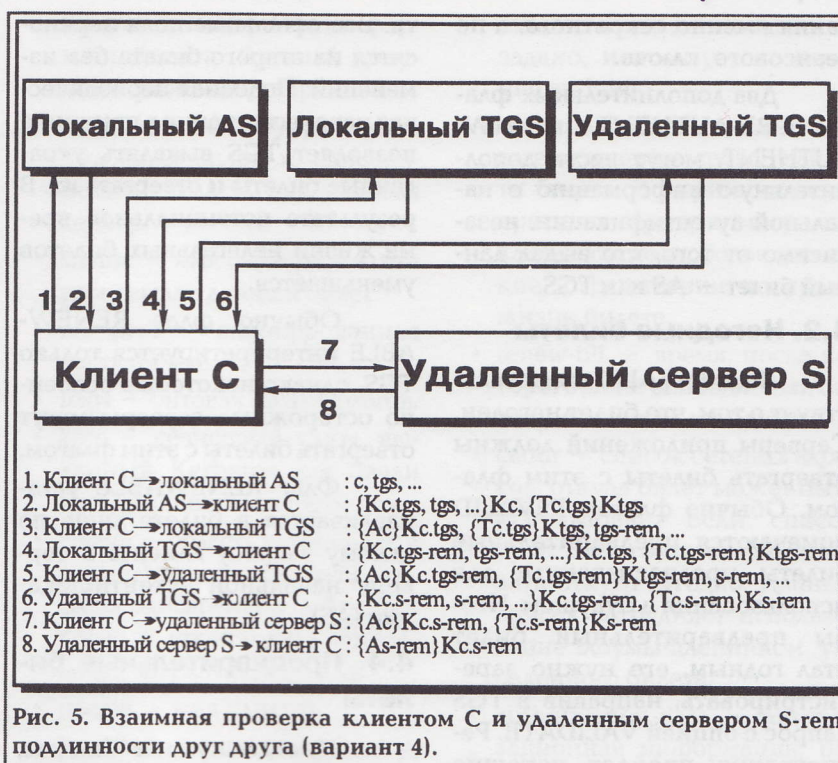 Локальный AS
Локальный TGS
Удаленный TGS
1 2 3 4 5 6
7
Клиент C
Удаленный сервер S
8
1. Клиент C→локальный AS : c, tgs, ...
2. Локальный AS→клиент C : {Kc.tgs, tgs, ...}Kc, {Tc.tgs}Ktgs
3. Клиент C→локальный TGS : {Ac}Kc.tgs, {Tc.tgs}Ktgs, tgs-rem, ...
4. Локальный TGS→клиент C : {Kc.tgs-rem, tgs-rem, ...}Kc.tgs, {Tc.tgs-rem}Ktgs-rem
5. Клиент C→удаленный TGS : {Ac}Kc.tgs-rem, {Tc.tgs-rem}Ktgs-rem, s-rem, ...
6. Удаленный TGS→клиент C : {Kc.s-rem, s-rem, ...}Kc.tgs-rem, {Tc.s-rem}Ks-rem
7. Клиент C→удаленный сервер S : {Ac}Kc.s-rem, {Tc.s-rem}Ks-rem
8. Удаленный сервер S→клиент C : {As-rem}Kc.s-rem
Рис. 5. Взаимная проверка клиентом C и удаленным сервером S-rem
подлинности друг друга (вариант 4).